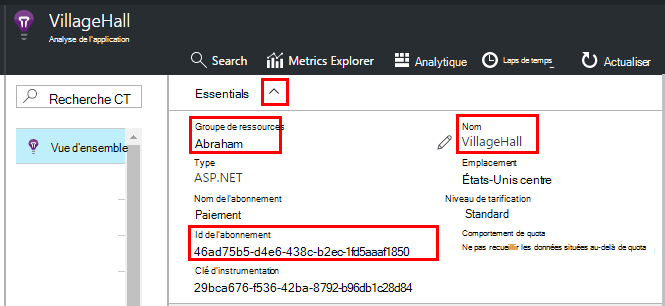 VillageHall
Analyse de l'application
Search Metrics Explorer Analytique Laps de temps Actualiser
Recherche CT
Essentials
Vue d'ensemble
Groupe de ressources
Abraham
Nom
VillageHall
Type
ASP.NET
Emplacement
États-Unis centre
Nom de l'abonnement
Paiement
Niveau de tarification
Standard
Id de l'abonnement
46ad75b5-d4e6-438c-b2ec-1fd5aaaf1850
Comportement de quota
Ne pas recueillir les données situées au-delà de quota
Clé d'instrumentation
29bca676-f536-42ba-8792-b96db1c28d84